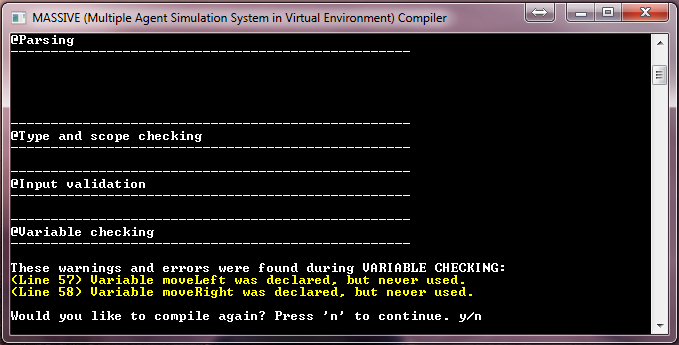 MASSIVE (Multiple Agent Simulation System in Virtual Environment) Compiler
@Parsing
--------------------------------------------------
--------------------------------------------------
@Type and scope checking
--------------------------------------------------
--------------------------------------------------
@Input validation
--------------------------------------------------
--------------------------------------------------
@Variable checking
--------------------------------------------------
These warnings and errors were found during VARIABLE CHECKING:
(Line 57) Variable moveLeft was declared, but never used.
(Line 58) Variable moveRight was declared, but never used.
Would you like to compile again? Press 'n' to continue. y/n